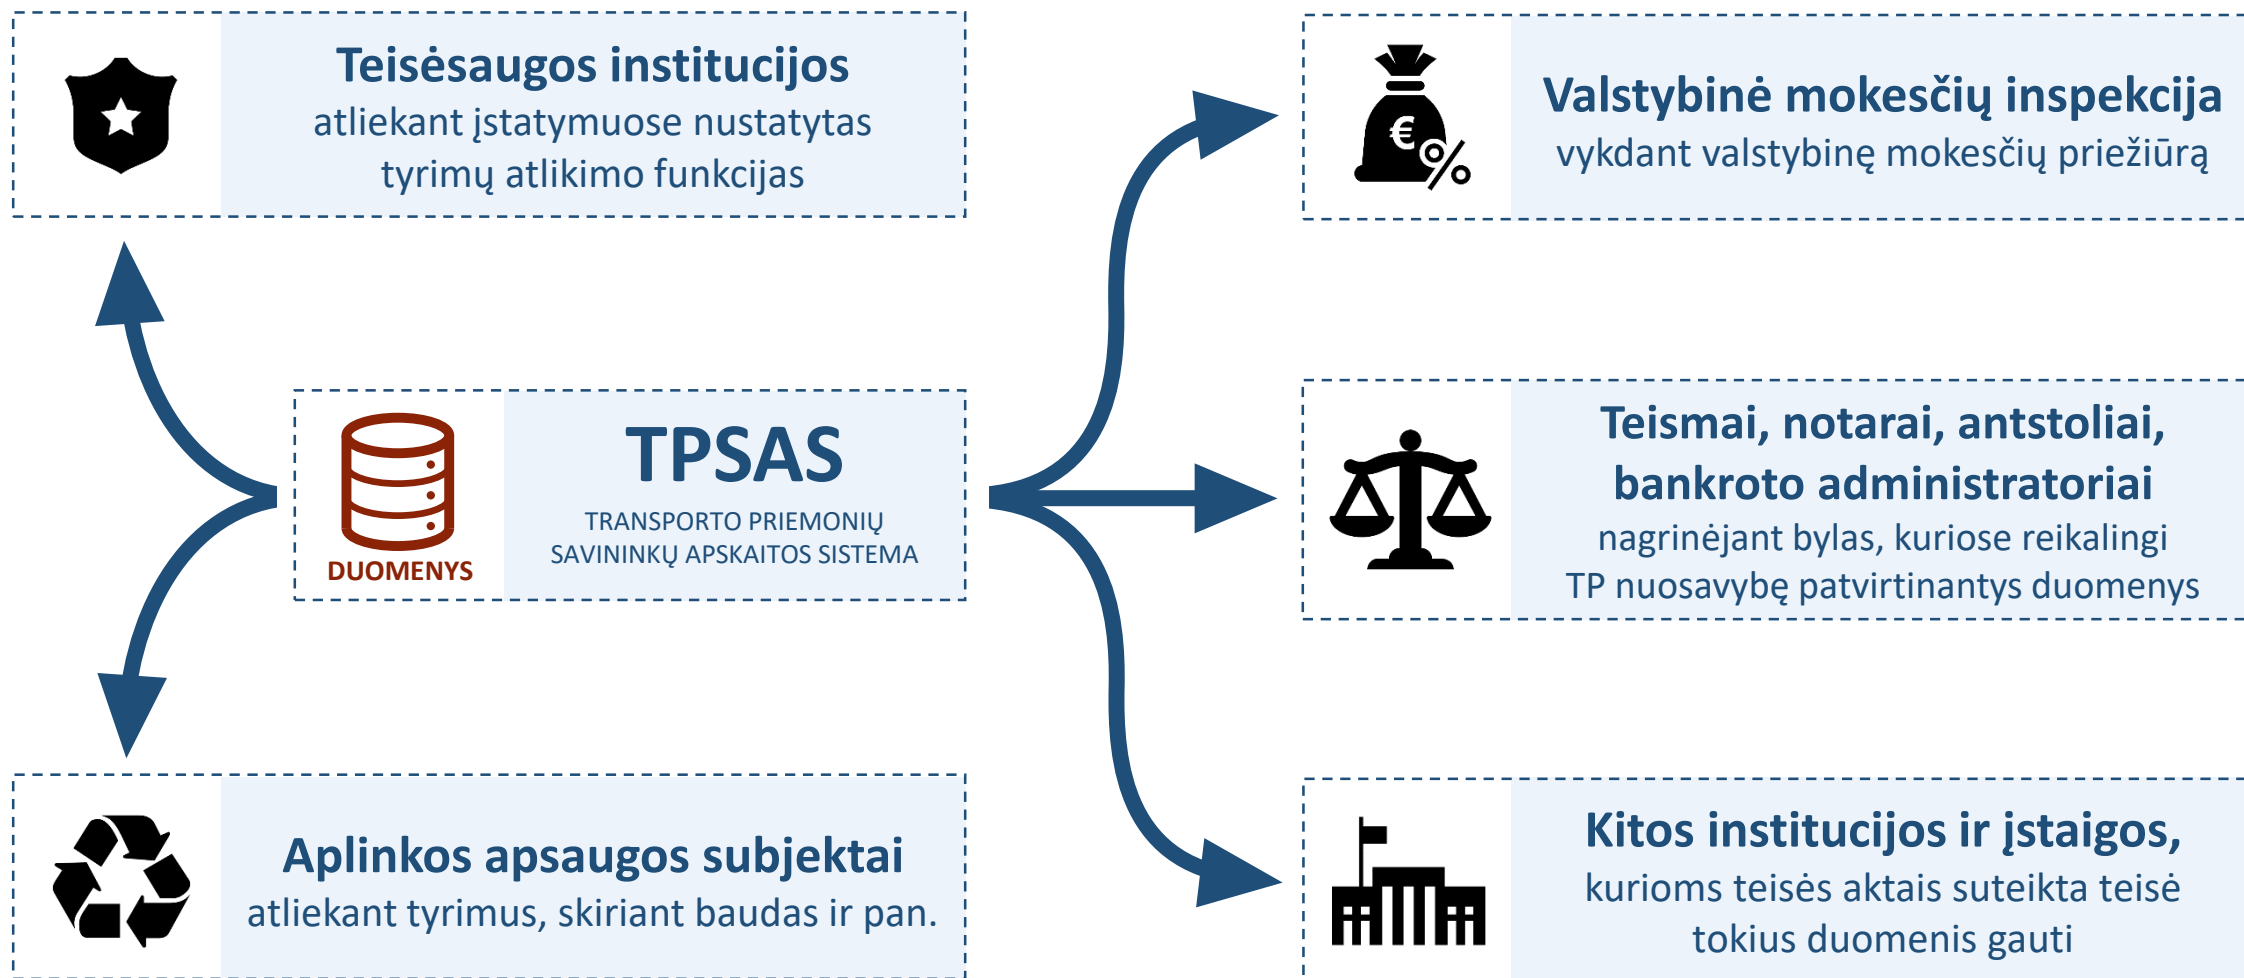 Teisėsaugos institucijos
atliekant įstatymuose nustatytas
tyrimų atlikimo funkcijas
€
%
Valstybinė mokesčių inspekcija
vykdant valstybinę mokesčių priežiūrą
DUOMENYS
TPSAS
TRANSPORTO PRIEMONIŲ
SAVININKŲ APSKAITOS SISTEMA
Teismai, notarai, antstoliai,
bankroto administratoriai
nagrinėjant bylas, kuriose reikalingi
TP nuosavybę patvirtinantys duomenys
Aplinkos apsaugos subjektai
atliekant tyrimus, skiriant baudas ir pan.
Kitos institucijos ir įstaigos,
kurioms teisės aktais suteikta teisė
tokius duomenis gauti